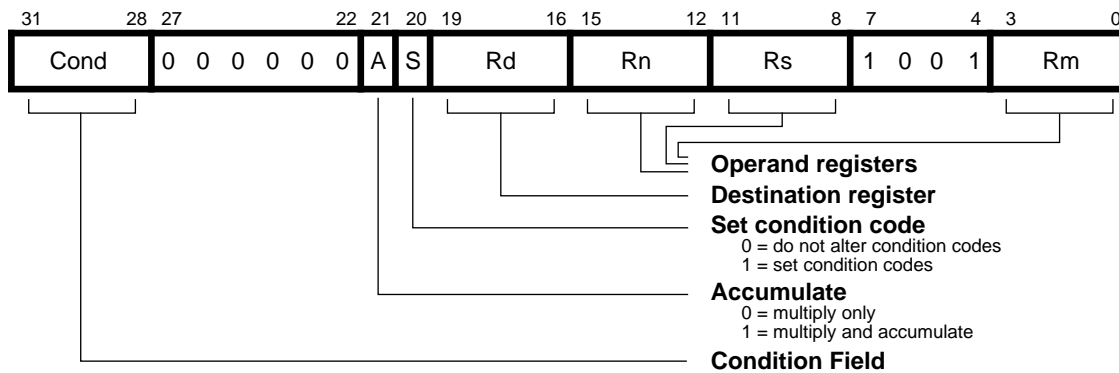 31 28 27 22 21 20 19 16 15 12 11 8 7 4 3 0
Cond 0 0 0 0 0 0 A S Rd Rn Rs 1 0 0 1 Rm
Operand registers
Destination register
Set condition code
0 = do not alter condition codes
1 = set condition codes
Accumulate
0 = multiply only
1 = multiply and accumulate
Condition Field